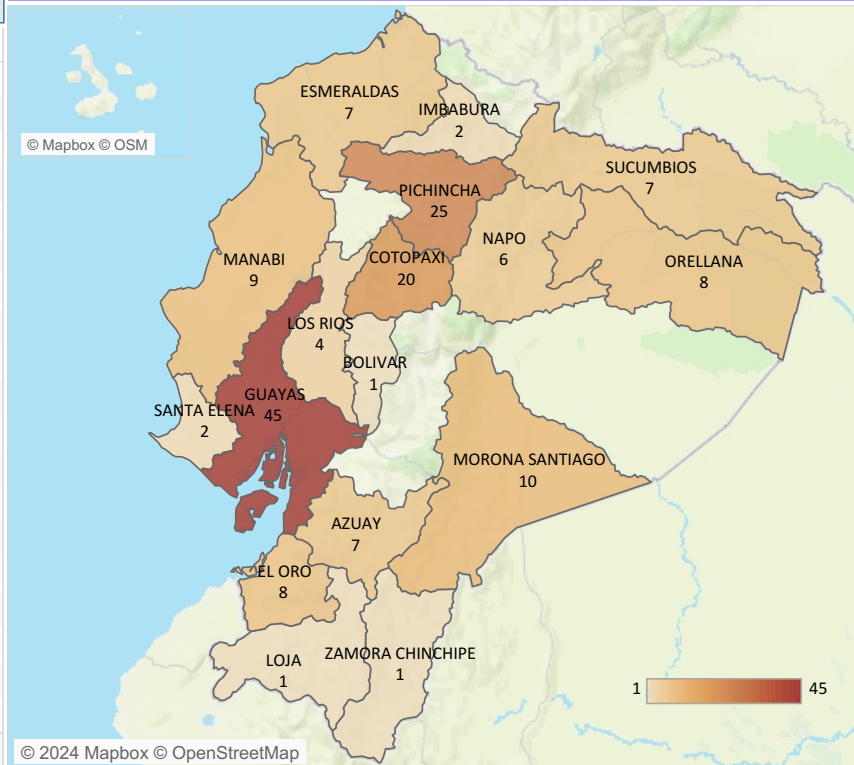 ESMERALDAS
7
IMBABURA
2
© Mapbox © OSM
SUCUMBIOS
7
PICHINCHA
25
NAPO
6
MANABI
9
COTOPAXI
20
ORELLANA
8
LOS RIOS
4
BOLIVAR
1
GUAYAS
45
SANTA ELENA
2
MORONA SANTIAGO
10
AZUAY
7
EL ORO
8
ZAMORA CHINCHIPE
1
LOJA
1
1
45
© 2024 Mapbox © OpenStreetMap